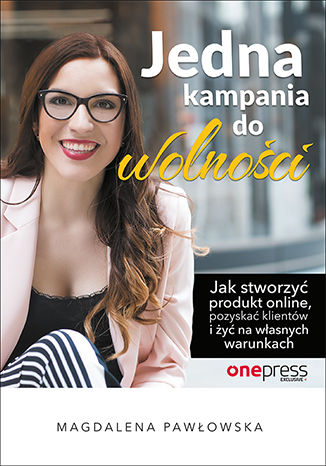 Jedna
kampania
do
wolności
Jak stworzyć
produkt online,
pozyskać klientów
i żyć na własnych
warunkach
onepress
EXCLUSIVE
MAGDALENA PAWŁOWSKA